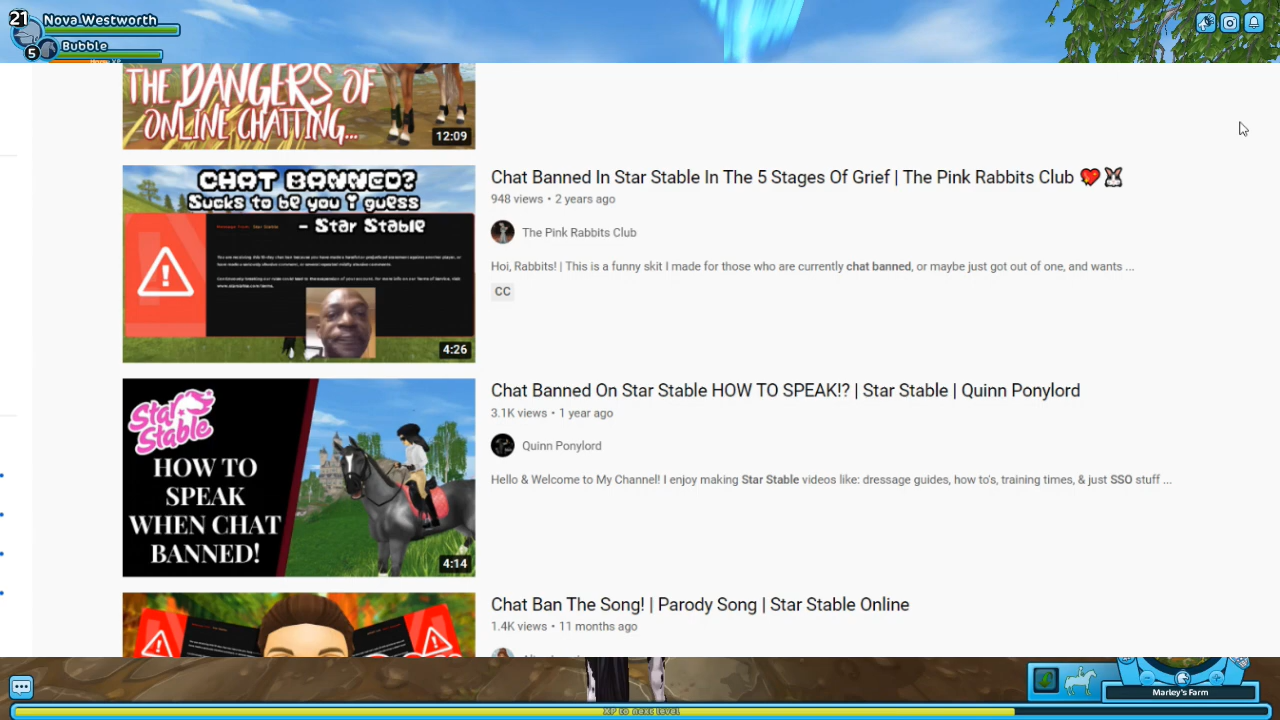 21 Nova Westworth
5 Bubble
THE DANGERS OF
ONLINE CHATTING...
12:09
CHAT BANNED?
Sucks to be you I guess
- Star Stable
4:26
Chat Banned In Star Stable In The 5 Stages Of Grief | The Pink Rabbits Club 💖🐰
948 views • 2 years ago
The Pink Rabbits Club
Hoi, Rabbits! | This is a funny skit I made for those who are currently chat banned, or maybe just got out of one, and wants ...
CC
Star
Stable
HOW TO
SPEAK
WHEN CHAT
BANNED!
4:14
Chat Banned On Star Stable HOW TO SPEAK!? | Star Stable | Quinn Ponylord
3.1K views • 1 year ago
Quinn Ponylord
Hello & Welcome to My Channel! I enjoy making Star Stable videos like: dressage guides, how to's, training times, & just SSO stuff ...
Chat Ban The Song! | Parody Song | Star Stable Online
1.4K views • 11 months ago
Marley's Farm
XP to next level